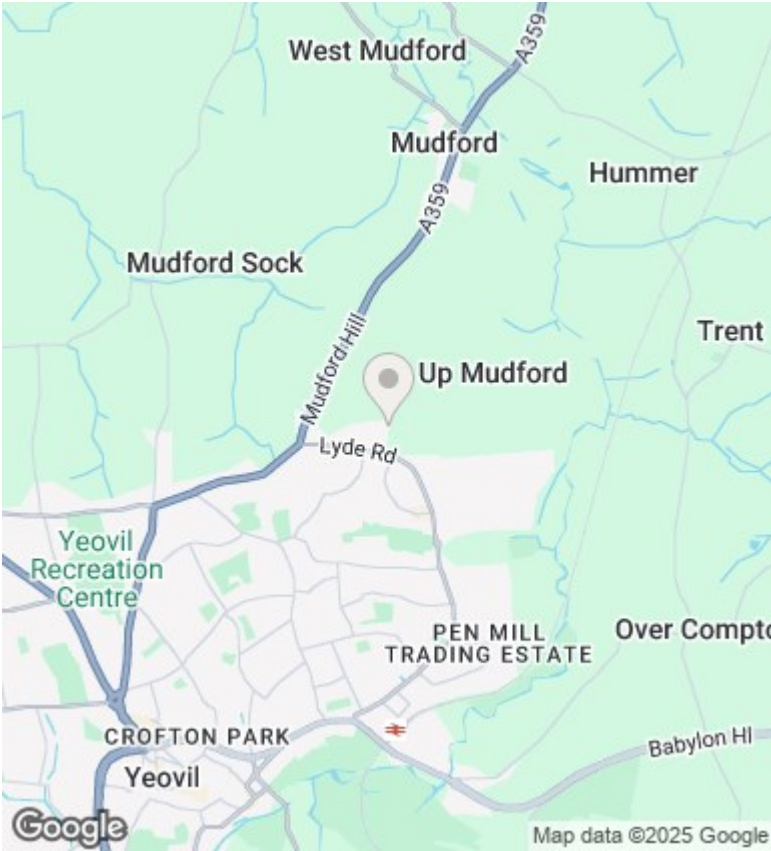 A359
West Mudford
Mudford
Hummer
A359
Mudford Sock
Trent
Mudford Hill
Up Mudford
Lyde Rd
Yeovil
Recreation
Centre
PEN MILL
TRADING ESTATE
Over Compto
CROFTON PARK
Babylon Hl
Yeovil
Google
Map data ©2025 Google